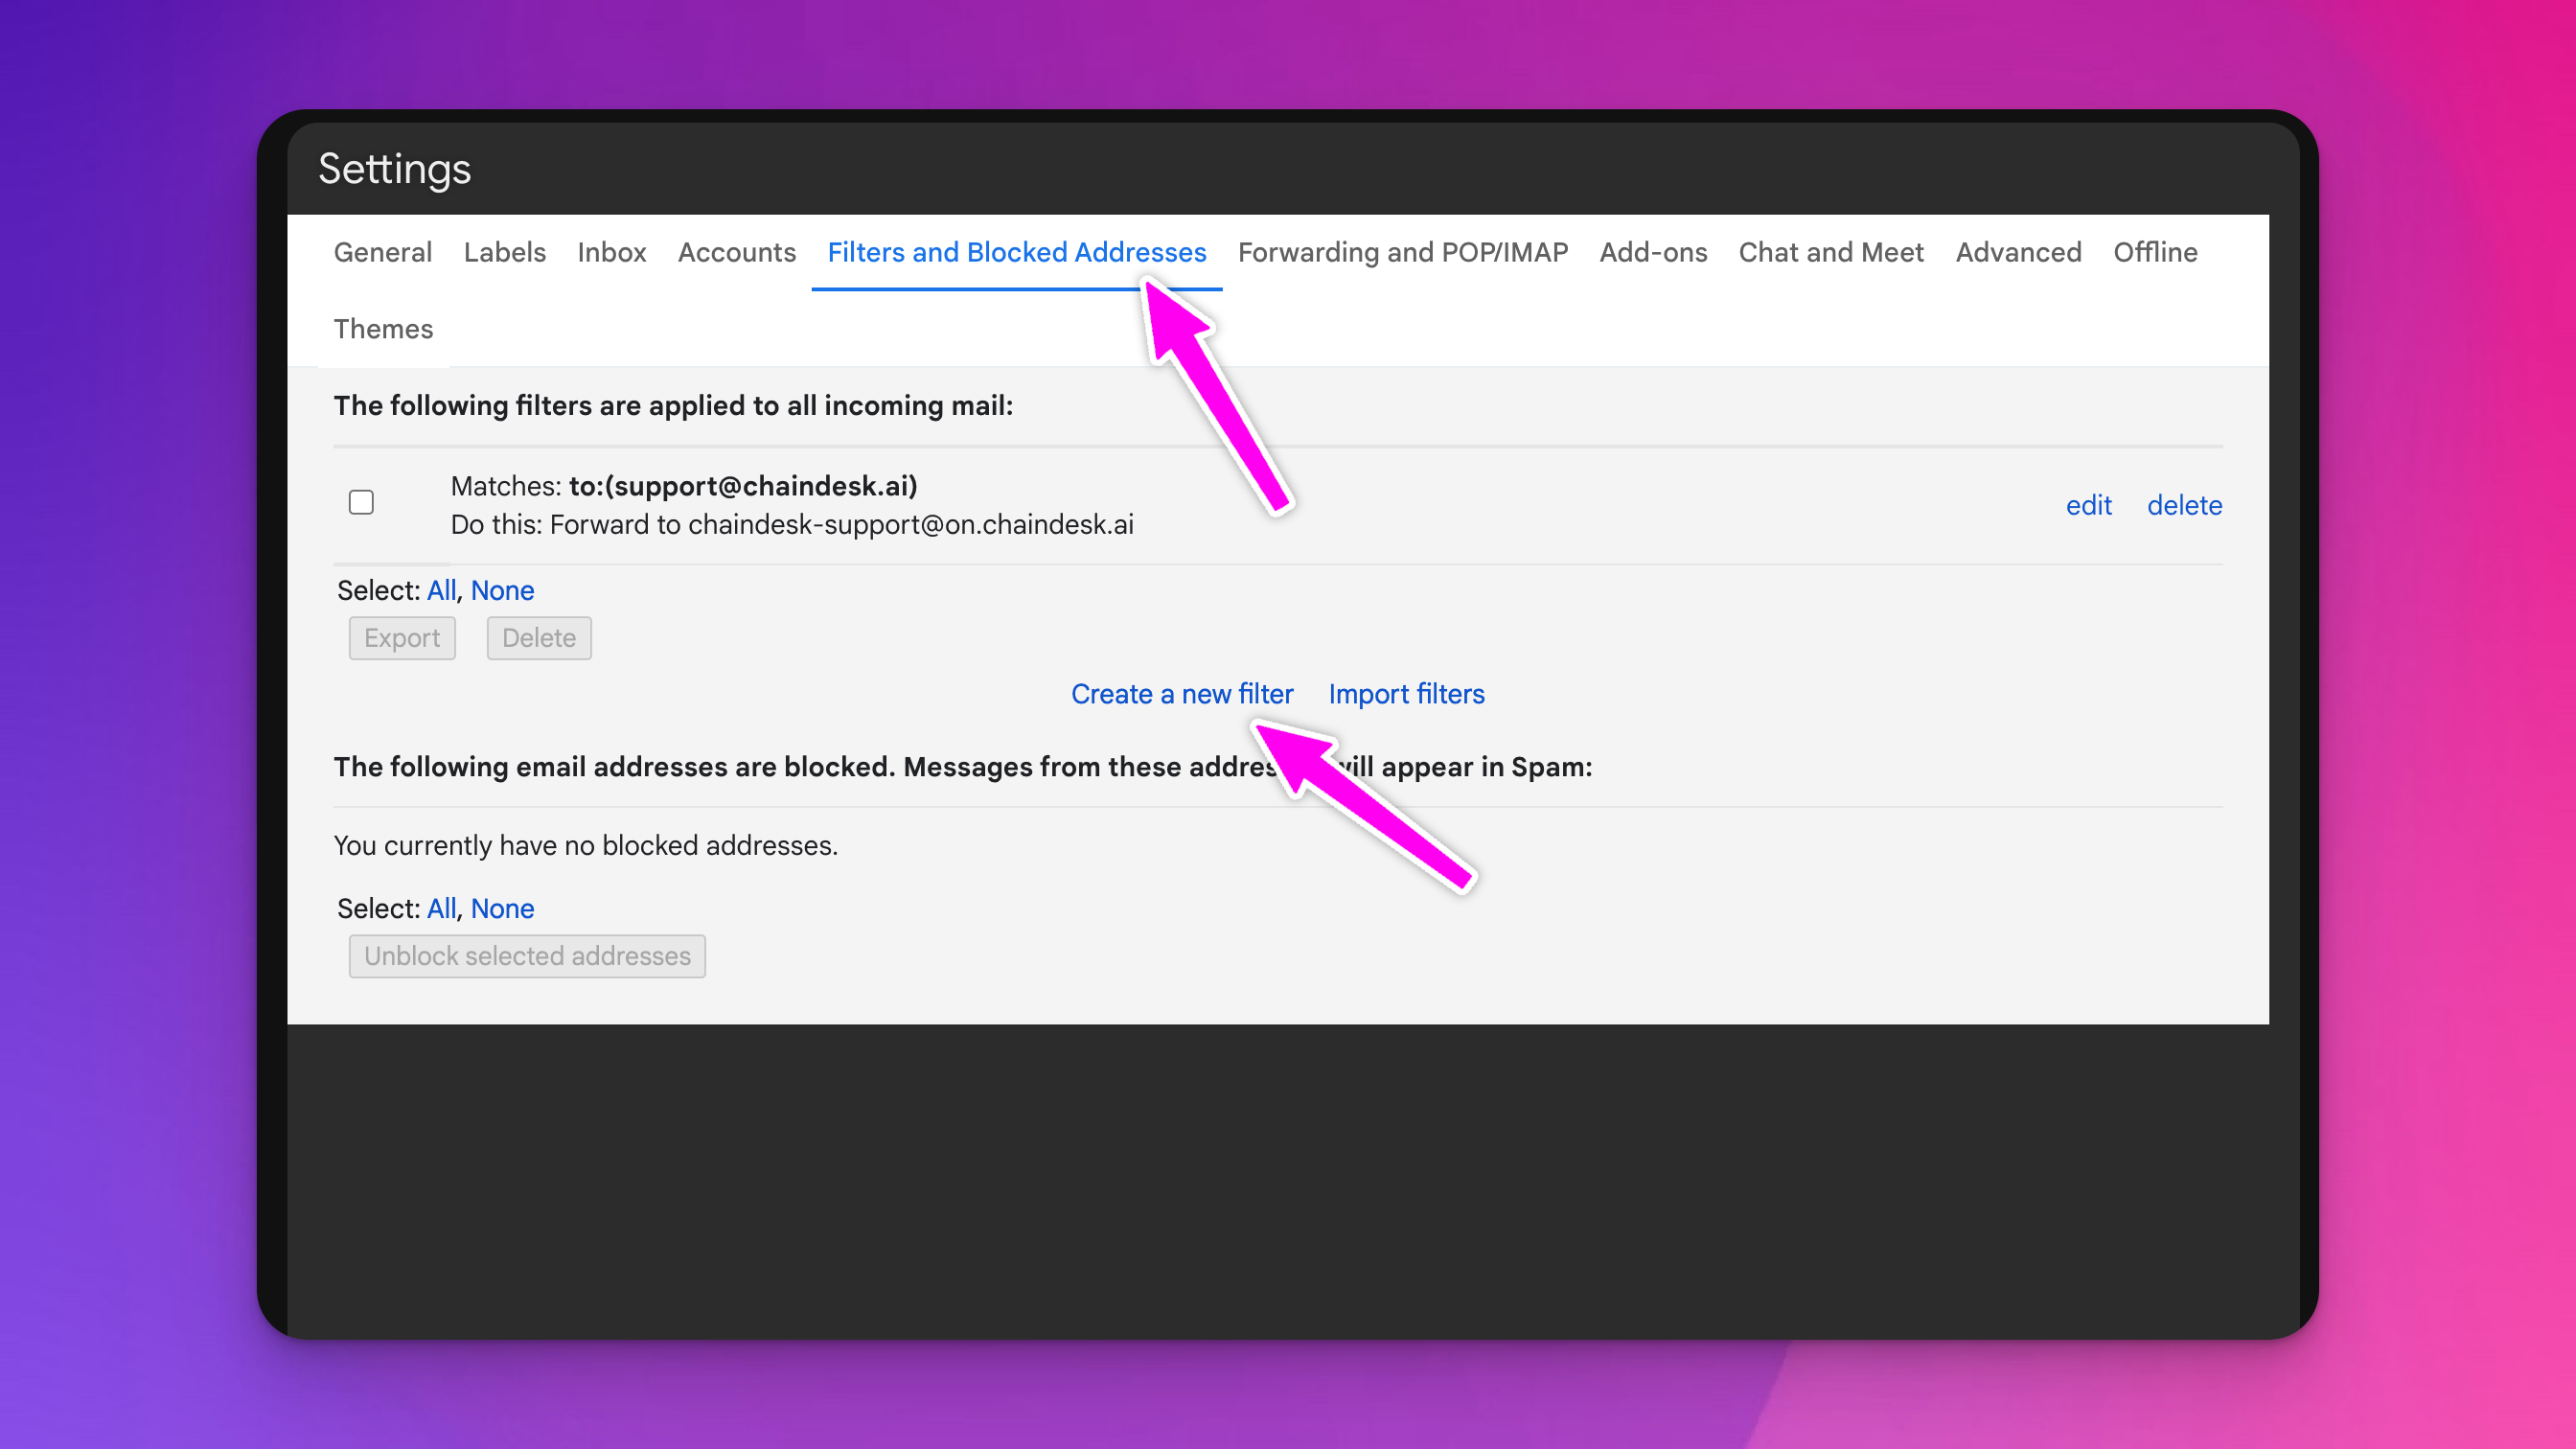 Settings
General Labels Inbox Accounts Filters and Blocked Addresses Forwarding and POP/IMAP Add-ons Chat and Meet Advanced Offline
Themes
The following filters are applied to all incoming mail:
Matches: to:(support@chaindesk.ai)
Do this: Forward to chaindesk-support@on.chaindesk.ai
edit delete
Select: All, None
Export Delete
Create a new filter Import filters
The following email addresses are blocked. Messages from these will appear in Spam:
You currently have no blocked addresses.
Select: All, None
Unblock selected addresses